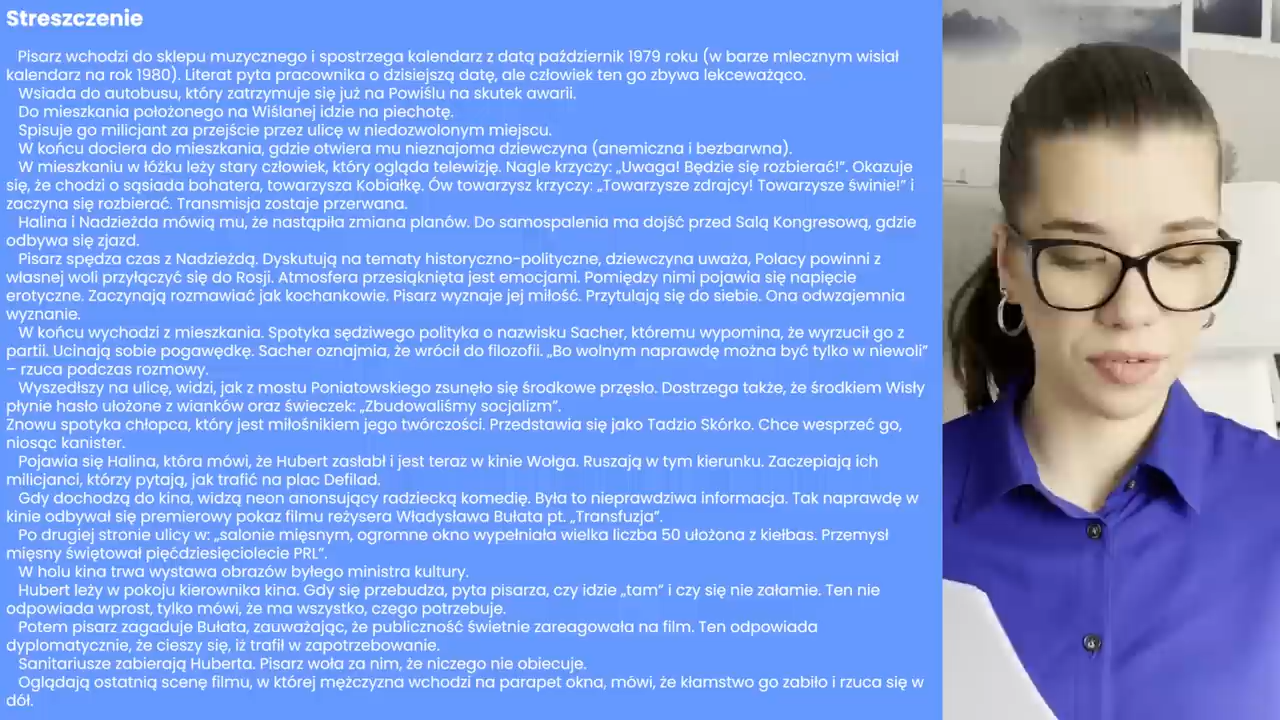 Streszczenie
Pisarz wchodzi do sklepu muzycznego i spostrzega kalendarz z datą październik 1979 roku (w barze mlecznym wisiał
kalendarz na rok 1980). Literat pyta pracownika o dzisiejszą datę, ale człowiek ten go zbywa lekceważąco.
Wsiada do autobusu, który zatrzymuje się już na Powiślu na skutek awarii.
Do mieszkania położonego na Wiślanej idzie na piechotę.
Spisuje go milicjant za przejście przez ulicę w niedozwolonym miejscu.
W końcu dociera do mieszkania, gdzie otwiera mu nieznajoma dziewczyna (anemiczna i bezbarwna).
W mieszkaniu w łóżku leży stary człowiek, który ogląda telewizję. Nagle krzyczy: „Uwaga! Będzie się rozbierać!”. Okazuje
się, że chodzi o sąsiada bohatera, towarzysza Kobiałkę. Ów towarzysz krzyczy: „Towarzysze zdrajcy! Towarzysze świnie!” i
zaczyna się rozbierać. Transmisja zostaje przerwana.
Halina i Nadzieżda mówią mu, że nastąpiła zmiana planów. Do samospalenia ma dojść przed Salą Kongresową, gdzie
odbywa się zjazd.
Pisarz spędza czas z Nadzieżdą. Dyskutują na tematy historyczno-polityczne, dziewczyna uważa, Polacy powinni z
własnej woli przyłączyć się do Rosji. Atmosfera przesiąknięta jest emocjami. Pomiędzy nimi pojawia się napięcie
erotyczne. Zaczynają rozmawiać jak kochankowie. Pisarz wyznaje jej miłość. Przytulają się do siebie. Ona odwzajemnia
wyznanie.
W końcu wychodzi z mieszkania. Spotyka sędziwego polityka o nazwisku Sacher, któremu wypomina, że wyrzucił go z
partii. Ucinają sobie pogawędkę. Sacher oznajmia, że wrócił do filozofii. „Bo wolnym naprawdę można być tylko w niewoli”
– rzuca podczas rozmowy.
Wyszedłszy na ulicę, widzi, jak z mostu Poniatowskiego zsunęło się środkowe przęsło. Dostrzega także, że środkiem Wisły
płynie hasło ułożone z wianków oraz świeczek: „Zbudowaliśmy socjalizm”.
Znowu spotyka chłopca, który jest miłośnikiem jego twórczości. Przedstawia się jako Tadzio Skórko. Chce wesprzeć go,
niosąc kanister.
Pojawia się Halina, która mówi, że Hubert zasłabł i jest teraz w kinie Wołga. Ruszają w tym kierunku. Zaczepiają ich
milicjanci, którzy pytają, jak trafić na plac Defilad.
Gdy dochodzą do kina, widzą neon anonsujący radziecką komedię. Była to nieprawdziwa informacja. Tak naprawdę w
kinie odbywał się premierowy pokaz filmu reżysera Władysława Bułata pt. „Transfuzja”.
Po drugiej stronie ulicy w: „salonie mięsnym, ogromne okno wypełniała wielka liczba 50 ułożona z kiełbas. Przemysł
mięsny świętował pięćdziesięciolecie PRL”.
W holu kina trwa wystawa obrazów byłego ministra kultury.
Hubert leży w pokoju kierownika kina. Gdy się przebudza, pyta pisarza, czy idzie „tam” i czy się nie załamie. Ten nie
odpowiada wprost, tylko mówi, że ma wszystko, czego potrzebuje.
Potem pisarz zagaduje Bułata, zauważając, że publiczność świetnie zareagowała na film. Ten odpowiada
dyplomatycznie, że cieszy się, iż trafił w zapotrzebowanie.
Sanitariusze zabierają Huberta. Pisarz woła za nim, że niczego nie obiecuje.
Oglądają ostatnią scenę filmu, w której mężczyzna wchodzi na parapet okna, mówi, że kłamstwo go zabiło i rzuca się w
dół.